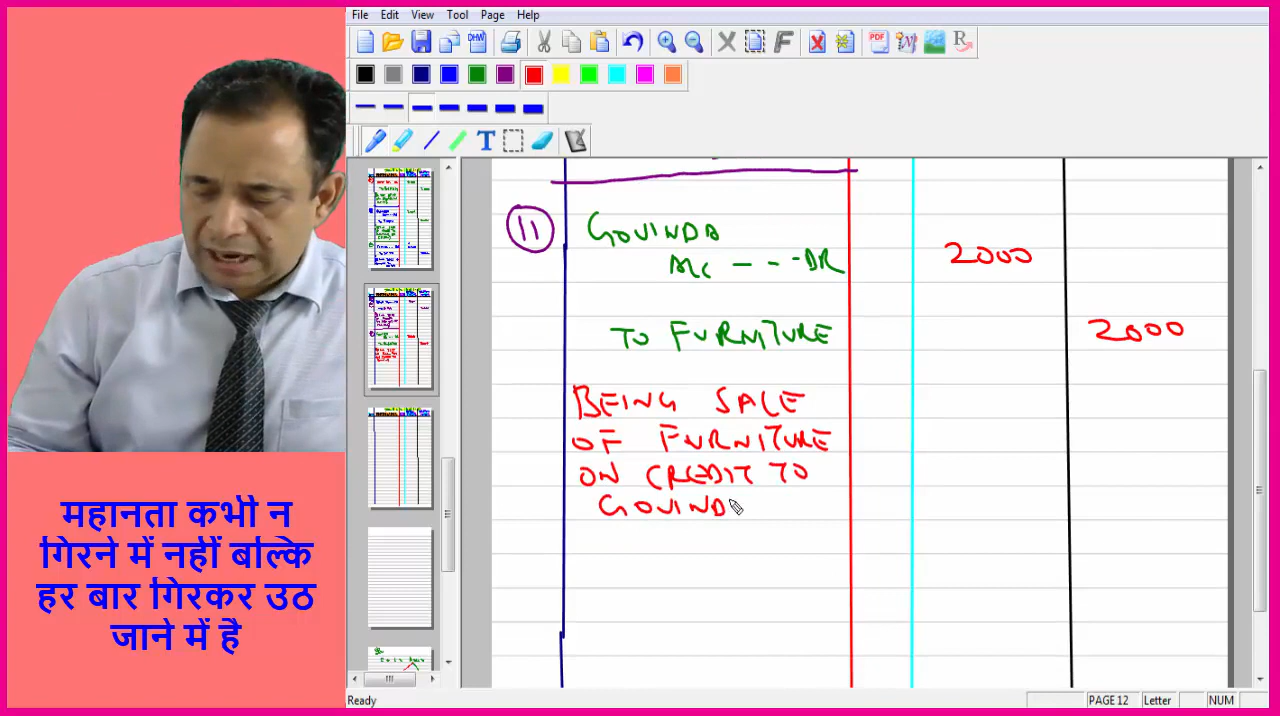 File Edit View Tool Page Help
11 GOVINDA
A/C - - - DR 2000
TO FURNITURE 2000
BEING SALE
OF FURNITURE
ON CREDIT TO
GOVIND
महानता कभी न
गिरने में नहीं बल्कि
हर बार गिरकर उठ
जाने में है
Ready PAGE 12 Letter NUM